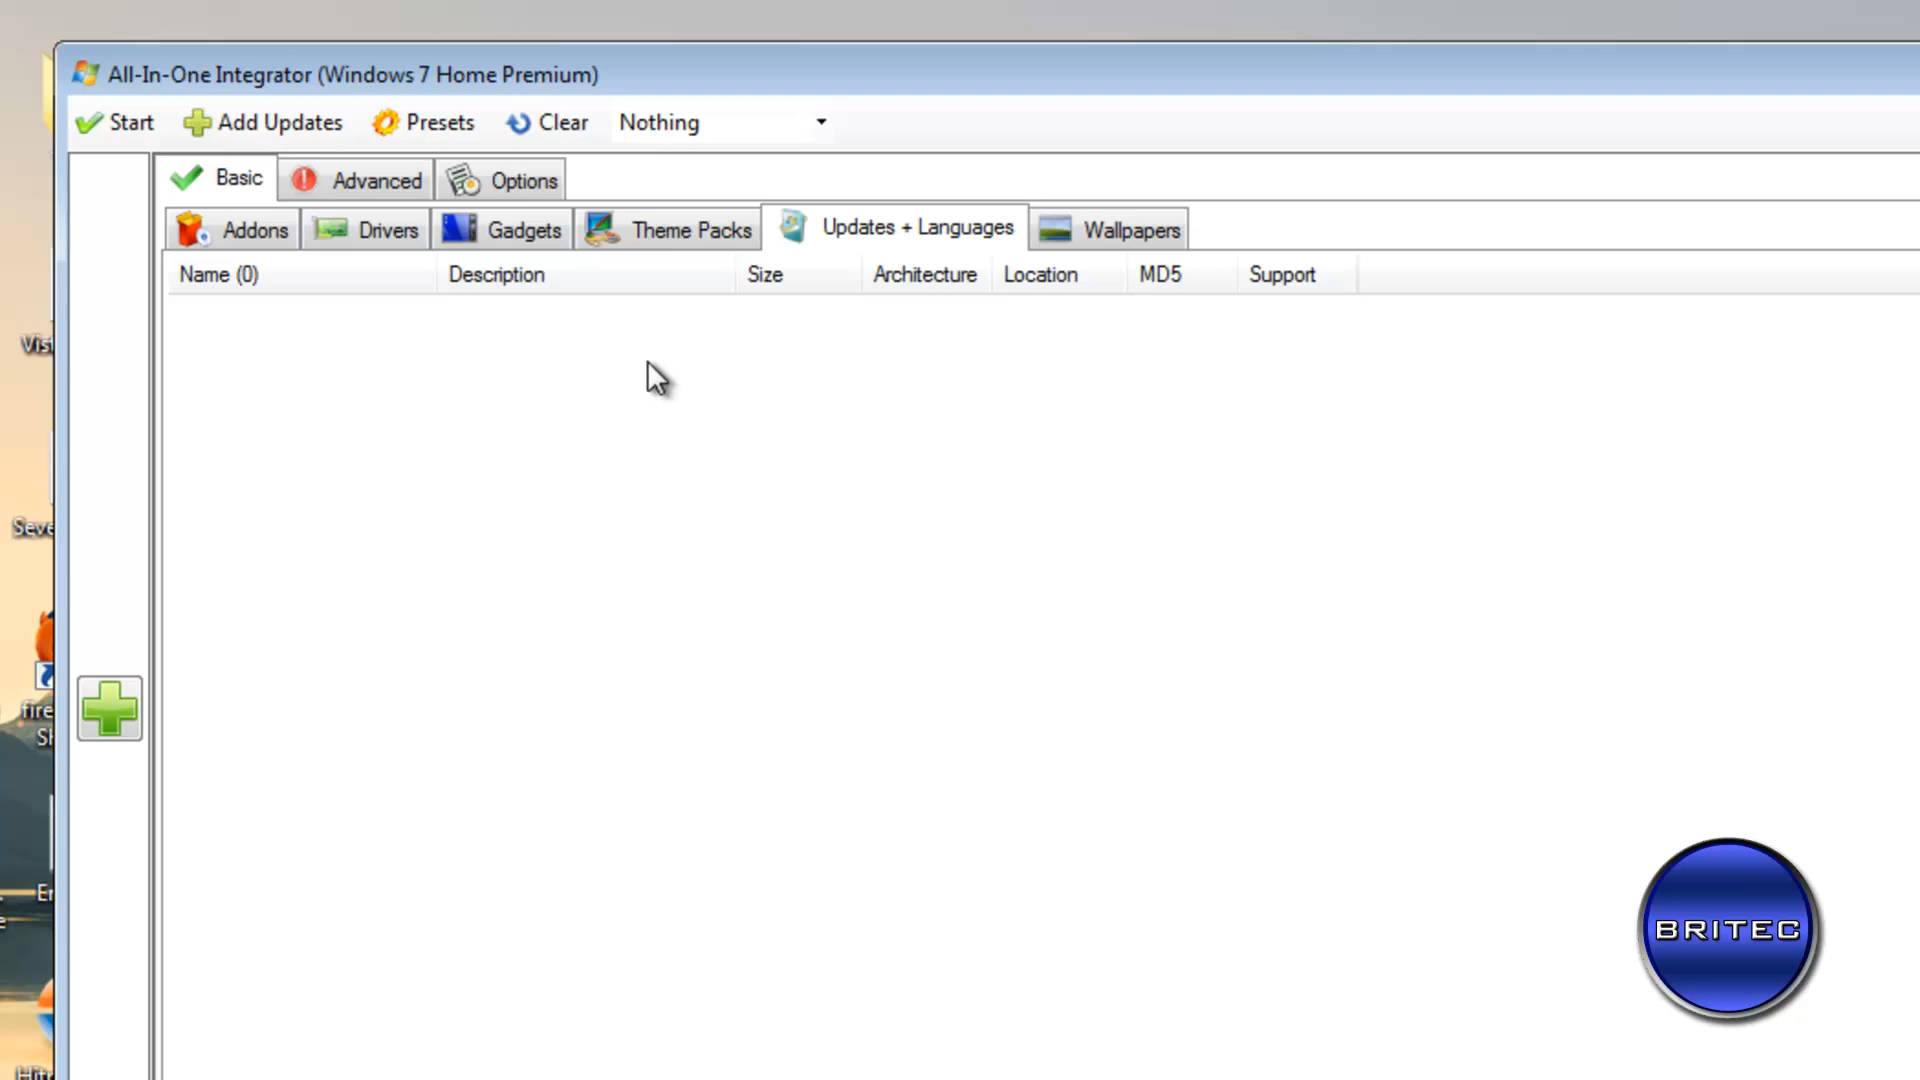 All-In-One Integrator (Windows 7 Home Premium)
Start Add Updates Presets Clear Nothing
Basic Advanced Options
Addons Drivers Gadgets Theme Packs Updates + Languages Wallpapers
Name (0) Description Size Architecture Location MD5 Support
BRITEC